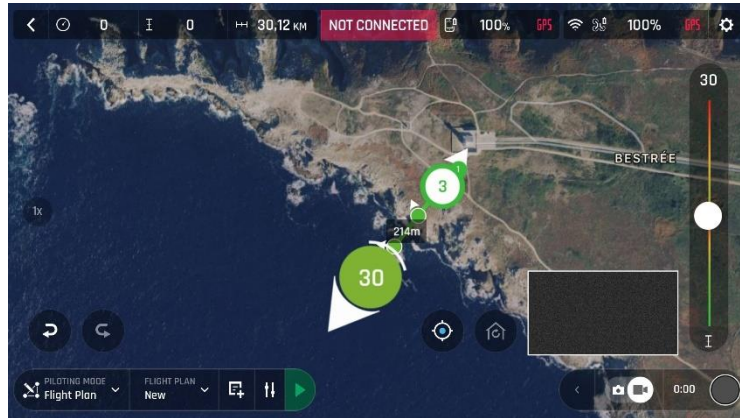 0
0
30,12 KM
NOT CONNECTED
100%
GPS
100%
GPS
30
BESTRÉE
1
3
1x
214m
30
PILOTING MODE
Flight Plan
FLIGHT PLAN
New
0:00